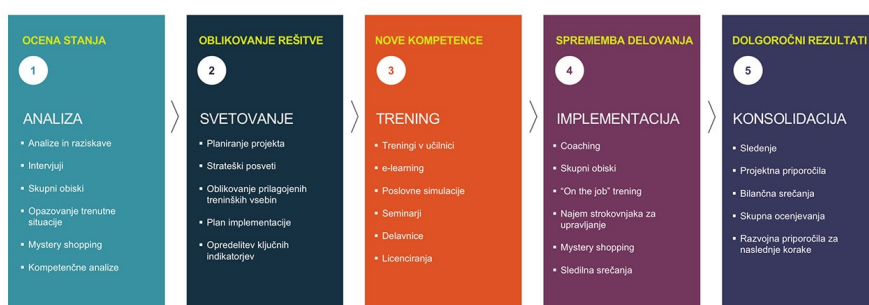 OCENA STANJA
1
ANALIZA
▪ Analize in raziskave
▪ Intervjuji
▪ Skupni obiski
▪ Opazovanje trenutne
situacije
▪ Mystery shopping
▪ Kompetenčne analize
OBLIKOVANJE REŠITVE
2
SVETOVANJE
▪ Planiranje projekta
▪ Strateški posveti
▪ Oblikovanje prilagojenih
treninških vsebin
▪ Plan implementacije
▪ Opredelitev ključnih
indikatorjev
NOVE KOMPETENCE
3
TRENING
▪ Treningi v učilnici
▪ e-learning
▪ Poslovne simulacije
▪ Seminarji
▪ Delavnice
▪ Licenciranja
SPREMEMBA DELOVANJA
4
IMPLEMENTACIJA
▪ Coaching
▪ Skupni obiski
▪ "On the job" trening
▪ Najem strokovnjaka za
upravljanje
▪ Mystery shopping
▪ Sledilna srečanja
DOLGOROČNI REZULTATI
5
KONSOLIDACIJA
▪ Sledenje
▪ Projektna priporočila
▪ Bilančna srečanja
▪ Skupna ocenjevanja
▪ Razvojna priporočila za
naslednje korake